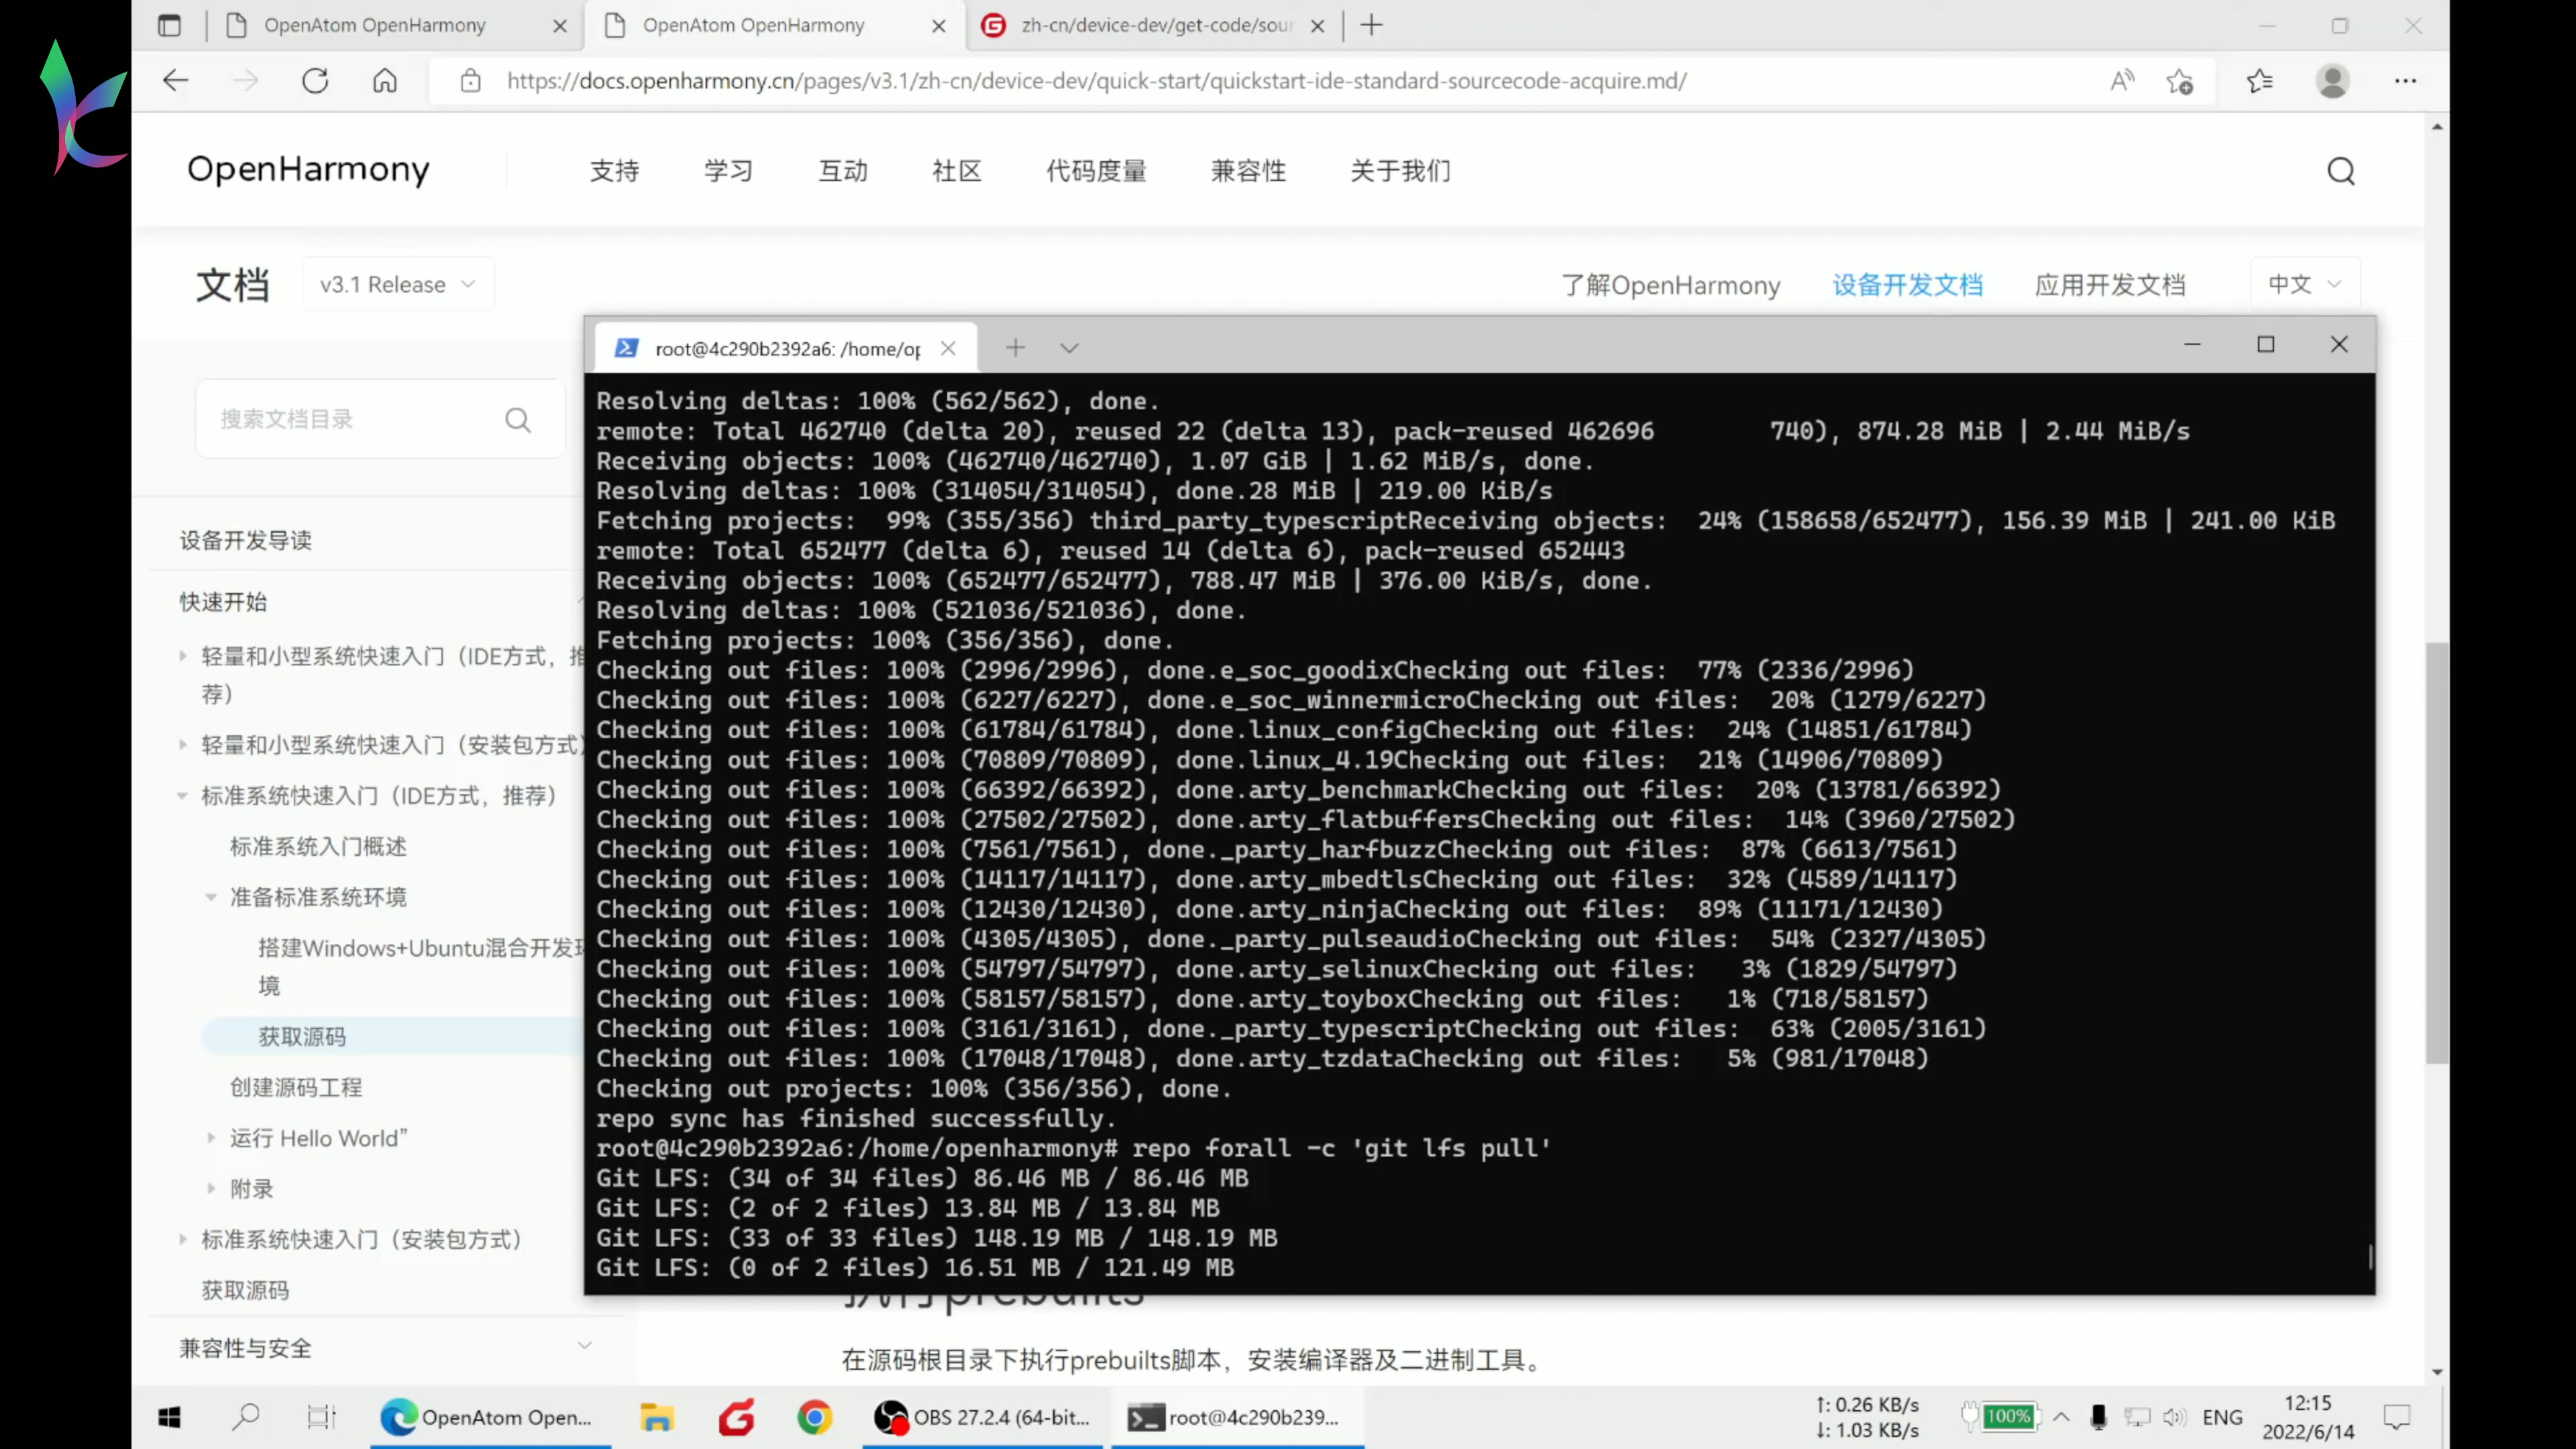 OpenAtom OpenHarmony
OpenAtom OpenHarmony
zh-cn/device-dev/get-code/sour
https://docs.openharmony.cn/pages/v3.1/zh-cn/device-dev/quick-start/quickstart-ide-standard-sourcecode-acquire.md/
OpenHarmony 支持 学习 互动 社区 代码度量 兼容性 关于我们
文档 v3.1 Release 了解OpenHarmony 设备开发文档 应用开发文档 中文
搜索文档目录
设备开发导读
快速开始
轻量和小型系统快速入门（IDE方式，推
荐）
轻量和小型系统快速入门（安装包方式）
标准系统快速入门（IDE方式，推荐）
标准系统入门概述
准备标准系统环境
搭建Windows+Ubuntu混合开发环
境
获取源码
创建源码工程
运行 Hello World”
附录
标准系统快速入门（安装包方式）
获取源码
兼容性与安全
root@4c290b2392a6: /home/op
Resolving deltas: 100% (562/562), done.
remote: Total 462740 (delta 20), reused 22 (delta 13), pack-reused 462696        740), 874.28 MiB | 2.44 MiB/s
Receiving objects: 100% (462740/462740), 1.07 GiB | 1.62 MiB/s, done.
Resolving deltas: 100% (314054/314054), done.28 MiB | 219.00 KiB/s
Fetching projects:  99% (355/356) third_party_typescriptReceiving objects:  24% (158658/652477), 156.39 MiB | 241.00 KiB
remote: Total 652477 (delta 6), reused 14 (delta 6), pack-reused 652443
Receiving objects: 100% (652477/652477), 788.47 MiB | 376.00 KiB/s, done.
Resolving deltas: 100% (521036/521036), done.
Fetching projects: 100% (356/356), done.
Checking out files: 100% (2996/2996), done.e_soc_goodixChecking out files:  77% (2336/2996)
Checking out files: 100% (6227/6227), done.e_soc_winnermicroChecking out files:  20% (1279/6227)
Checking out files: 100% (61784/61784), done.linux_configChecking out files:  24% (14851/61784)
Checking out files: 100% (70809/70809), done.linux_4.19Checking out files:  21% (14906/70809)
Checking out files: 100% (66392/66392), done.arty_benchmarkChecking out files:  20% (13781/66392)
Checking out files: 100% (27502/27502), done.arty_flatbuffersChecking out files:  14% (3960/27502)
Checking out files: 100% (7561/7561), done._party_harfbuzzChecking out files:  87% (6613/7561)
Checking out files: 100% (14117/14117), done.arty_mbedtlsChecking out files:  32% (4589/14117)
Checking out files: 100% (12430/12430), done.arty_ninjaChecking out files:  89% (11171/12430)
Checking out files: 100% (4305/4305), done._party_pulseaudioChecking out files:  54% (2327/4305)
Checking out files: 100% (54797/54797), done.arty_selinuxChecking out files:   3% (1829/54797)
Checking out files: 100% (58157/58157), done.arty_toyboxChecking out files:   1% (718/58157)
Checking out files: 100% (3161/3161), done._party_typescriptChecking out files:  63% (2005/3161)
Checking out files: 100% (17048/17048), done.arty_tzdataChecking out files:   5% (981/17048)
Checking out projects: 100% (356/356), done.
repo sync has finished successfully.
root@4c290b2392a6:/home/openharmony# repo forall -c 'git lfs pull'
Git LFS: (34 of 34 files) 86.46 MB / 86.46 MB
Git LFS: (2 of 2 files) 13.84 MB / 13.84 MB
Git LFS: (33 of 33 files) 148.19 MB / 148.19 MB
Git LFS: (0 of 2 files) 16.51 MB / 121.49 MB
执行prebuilts
在源码根目录下执行prebuilts脚本，安装编译器及二进制工具。
OpenAtom Open...
OBS 27.2.4 (64-bit...
root@4c290b239...
↑: 0.26 KB/s
↓: 1.03 KB/s
100%
ENG
12:15
2022/6/14